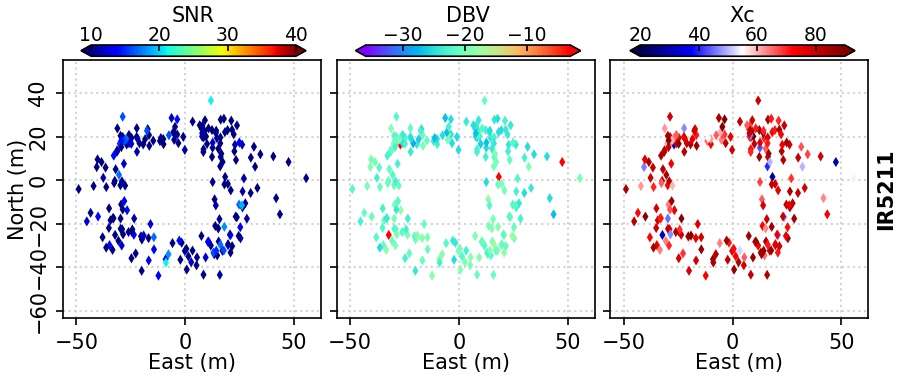 SNR DBV Xc
10 20 30 40 −30 −20 −10 20 40 60 80
40
20
0
−20
−40
−60
North (m)
−50 0 50 −50 0 50 −50 0 50
East (m) East (m) East (m)
IR5211